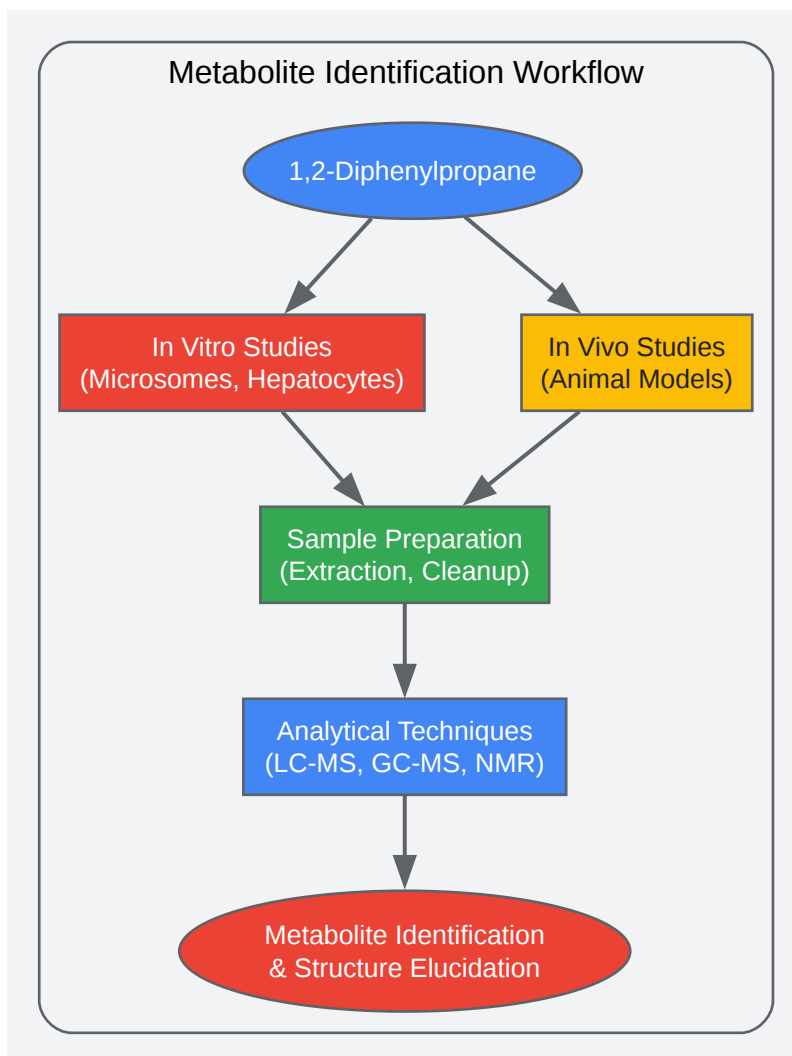 Metabolite Identification Workflow
1,2-Diphenylpropane
In Vitro Studies
(Microsomes, Hepatocytes)
In Vivo Studies
(Animal Models)
Sample Preparation
(Extraction, Cleanup)
Analytical Techniques
(LC-MS, GC-MS, NMR)
Metabolite Identification
& Structure Elucidation